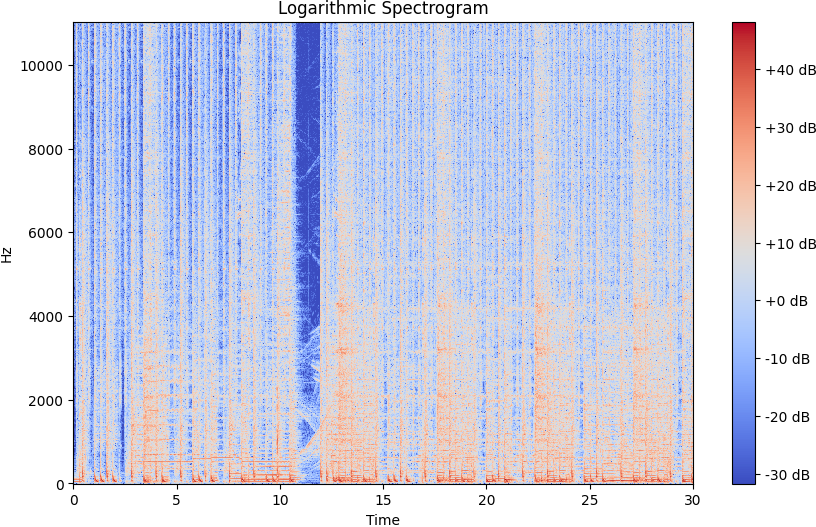 Logarithmic Spectrogram
Hz
10000
8000
6000
4000
2000
0
0 5 10 15 20 25 30
Time
+40 dB
+30 dB
+20 dB
+10 dB
+0 dB
-10 dB
-20 dB
-30 dB